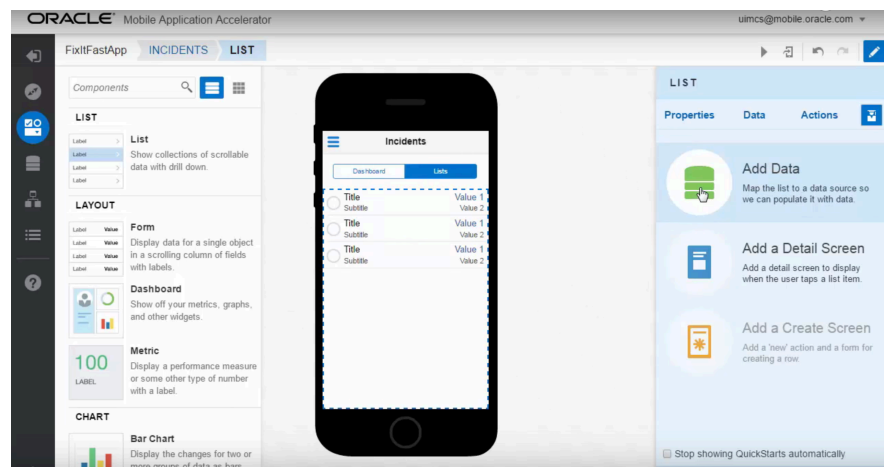 ORACLE® Mobile Application Accelerator
uimcs@mobile.oracle.com
FixItFastApp INCIDENTS LIST
Components
LIST
Label
Label
Label
Label
List
Show collections of scrollable
data with drill down.
LAYOUT
Label Value
Label Value
Label Value
Label Value
Form
Display data for a single object
in a scrolling column of fields
with labels.
Dashboard
Show off your metrics, graphs,
and other widgets.
100
LABEL
Metric
Display a performance measure
or some other type of number
with a label.
CHART
Bar Chart
Display the changes for two or
more groups of data as bars
Incidents
Dashboard Lists
Title Value 1
Subtitle Value 2
Title Value 1
Subtitle Value 2
Title Value 1
Subtitle Value 2
LIST
Properties Data Actions
Add Data
Map the list to a data source so
we can populate it with data.
Add a Detail Screen
Add a detail screen to display
when the user taps a list item.
Add a Create Screen
Add a 'new' action and a form for
creating a row
Stop showing QuickStarts automatically